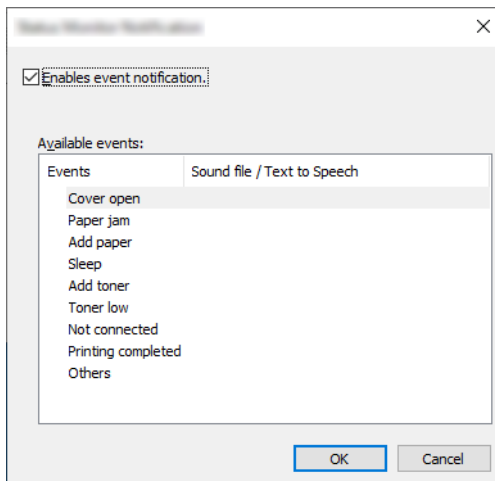 Enables event notification.
Available events:
Events Sound file / Text to Speech
Cover open
Paper jam
Add paper
Sleep
Add toner
Toner low
Not connected
Printing completed
Others
OK Cancel